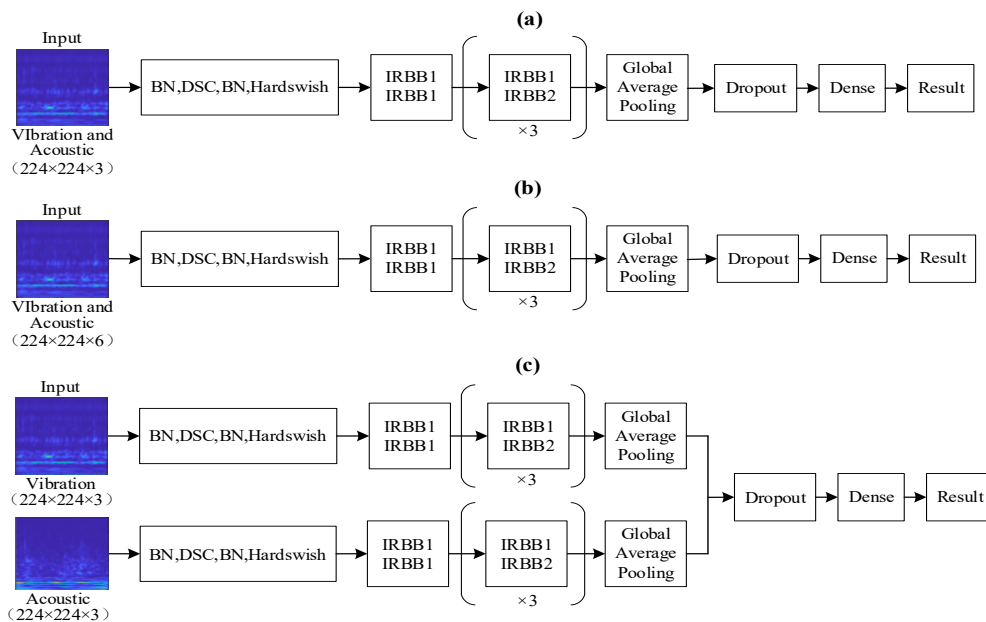 (a)
Input
BN,DSC,BN,Hardswish
IRBB1
IRBB1
IRBB1
IRBB2
×3
Global
Average
Pooling
Dropout
Dense
Result
VIbration and
Acoustic
（224×224×3）
(b)
Input
BN,DSC,BN,Hardswish
IRBB1
IRBB1
IRBB1
IRBB2
×3
Global
Average
Pooling
Dropout
Dense
Result
VIbration and
Acoustic
（224×224×6）
(c)
Input
BN,DSC,BN,Hardswish
IRBB1
IRBB1
IRBB1
IRBB2
×3
Global
Average
Pooling
Vibration
（224×224×3）
Dropout
Dense
Result
BN,DSC,BN,Hardswish
IRBB1
IRBB1
IRBB1
IRBB2
×3
Global
Average
Pooling
Acoustic
（224×224×3）